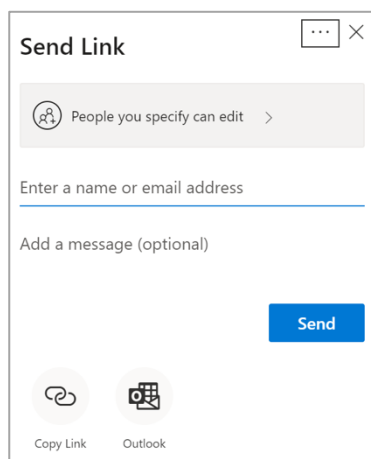 Send Link
People you specify can edit
Enter a name or email address
Add a message (optional)
Send
Copy Link
Outlook